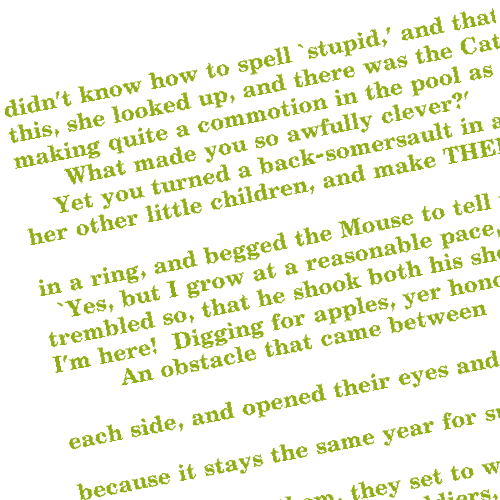 didn't know how to spell `stupid,' and that
this, she looked up, and there was the Cat
making quite a commotion in the pool as
What made you so awfully clever?'
Yet you turned a back-somersault in a
her other little children, and make
in a ring, and begged the Mouse to tell
`Yes, but I grow at a reasonable pace,'
trembled so, that he shook both his
I'm here!  Digging for apples, yer
An obstacle that came between
each side, and opened their eyes and
because it stays the same year for
them, they set to